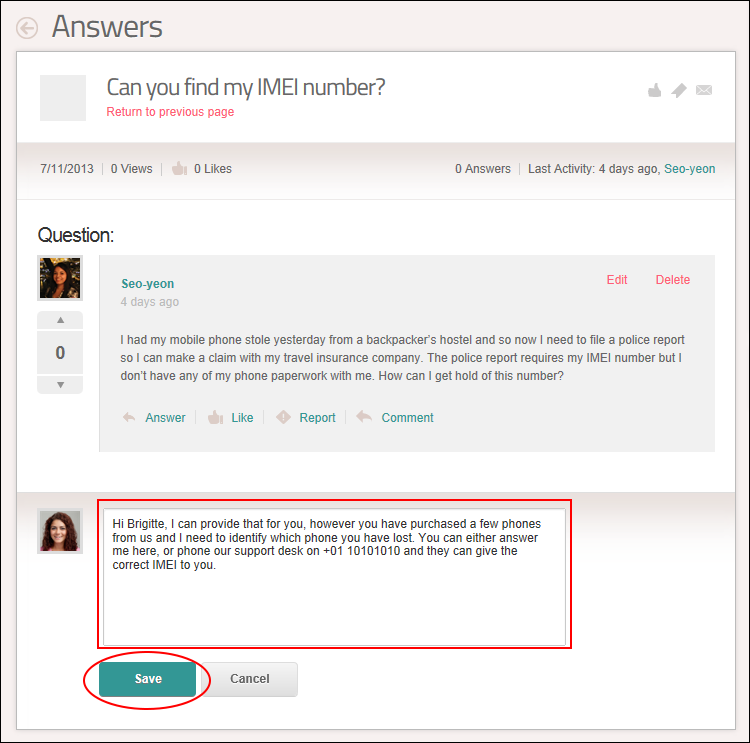 Answers
Can you find my IMEI number?
Return to previous page
7/11/2013 0 Views 0 Likes 0 Answers Last Activity: 4 days ago, Seo-yeon
Question:
Seo-yeon Edit Delete
4 days ago
0
I had my mobile phone stole yesterday from a backpacker's hostel and so now I need to file a police report
so I can make a claim with my travel insurance company. The police report requires my IMEI number but I
don't have any of my phone paperwork with me. How can I get hold of this number?
Answer Like Report Comment
Hi Brigitte, I can provide that for you, however you have purchased a few phones
from us and I need to identify which phone you have lost. You can either answer
me here, or phone our support desk on +01 10101010 and they can give the
correct IMEI to you.
Save Cancel